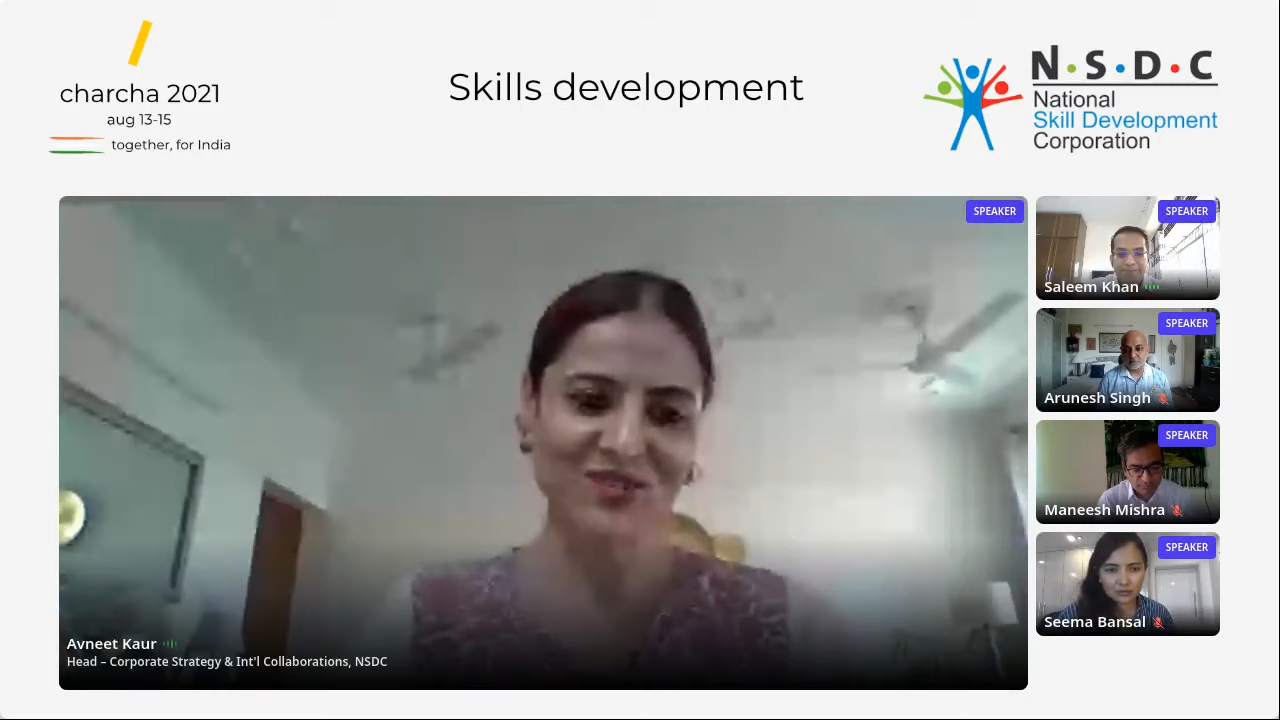 charcha 2021
aug 13-15
together, for India
Skills development
N·S·D·C
National
Skill Development
Corporation
SPEAKER
Avneet Kaur
Head – Corporate Strategy & Int'l Collaborations, NSDC
SPEAKER
Saleem Khan
SPEAKER
Arunesh Singh
SPEAKER
Maneesh Mishra
SPEAKER
Seema Bansal